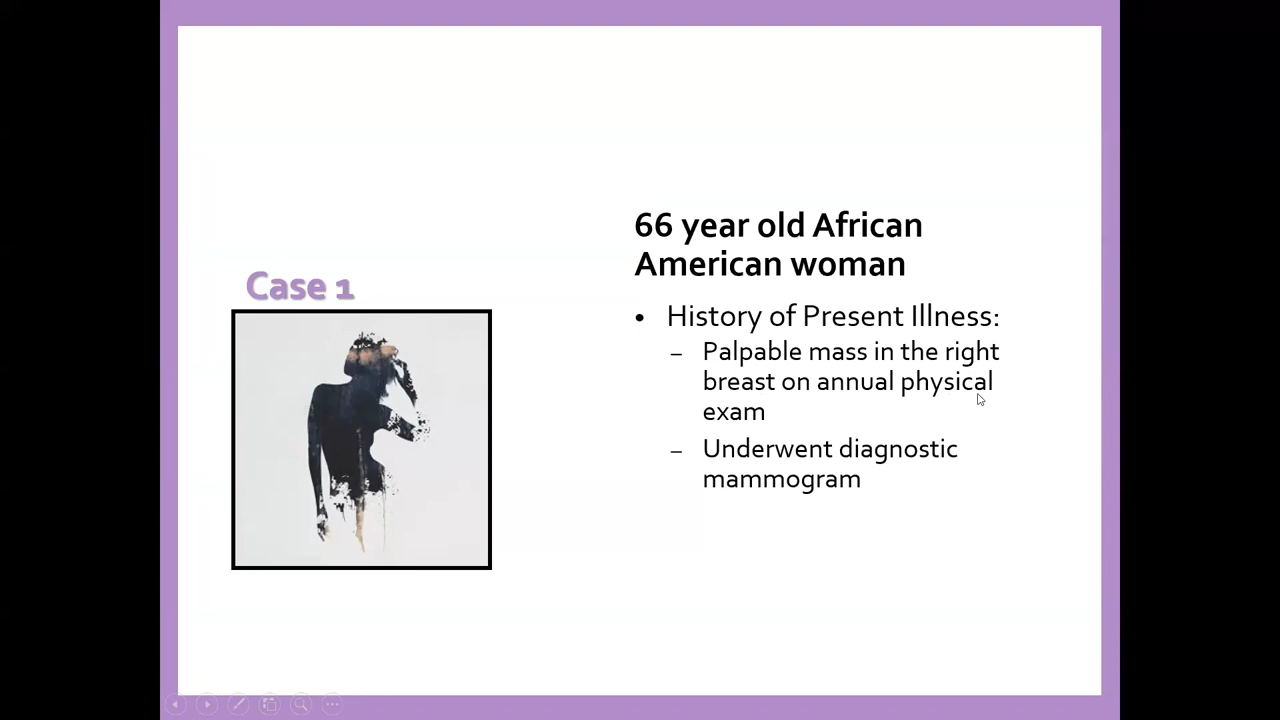 Case 1
66 year old African
American woman
• History of Present Illness:
– Palpable mass in the right
breast on annual physical
exam
– Underwent diagnostic
mammogram